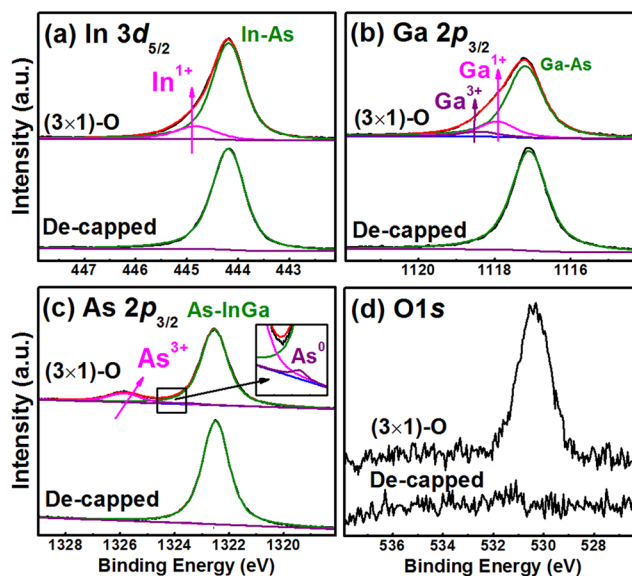 (a) In 3d5/2
In-As
In1+
(3×1)-O
De-capped
447 446 445 444 443
Intensity (a.u.)
(b) Ga 2p3/2
Ga1+
Ga-As
Ga3+
(3×1)-O
De-capped
1120 1118 1116
(c) As 2p3/2
As-InGa
As3+
As0
(3×1)-O
De-capped
1328 1326 1324 1322 1320
Binding Energy (eV)
Intensity (a.u.)
(d) O1s
(3×1)-O
De-capped
536 534 532 530 528
Binding Energy (eV)